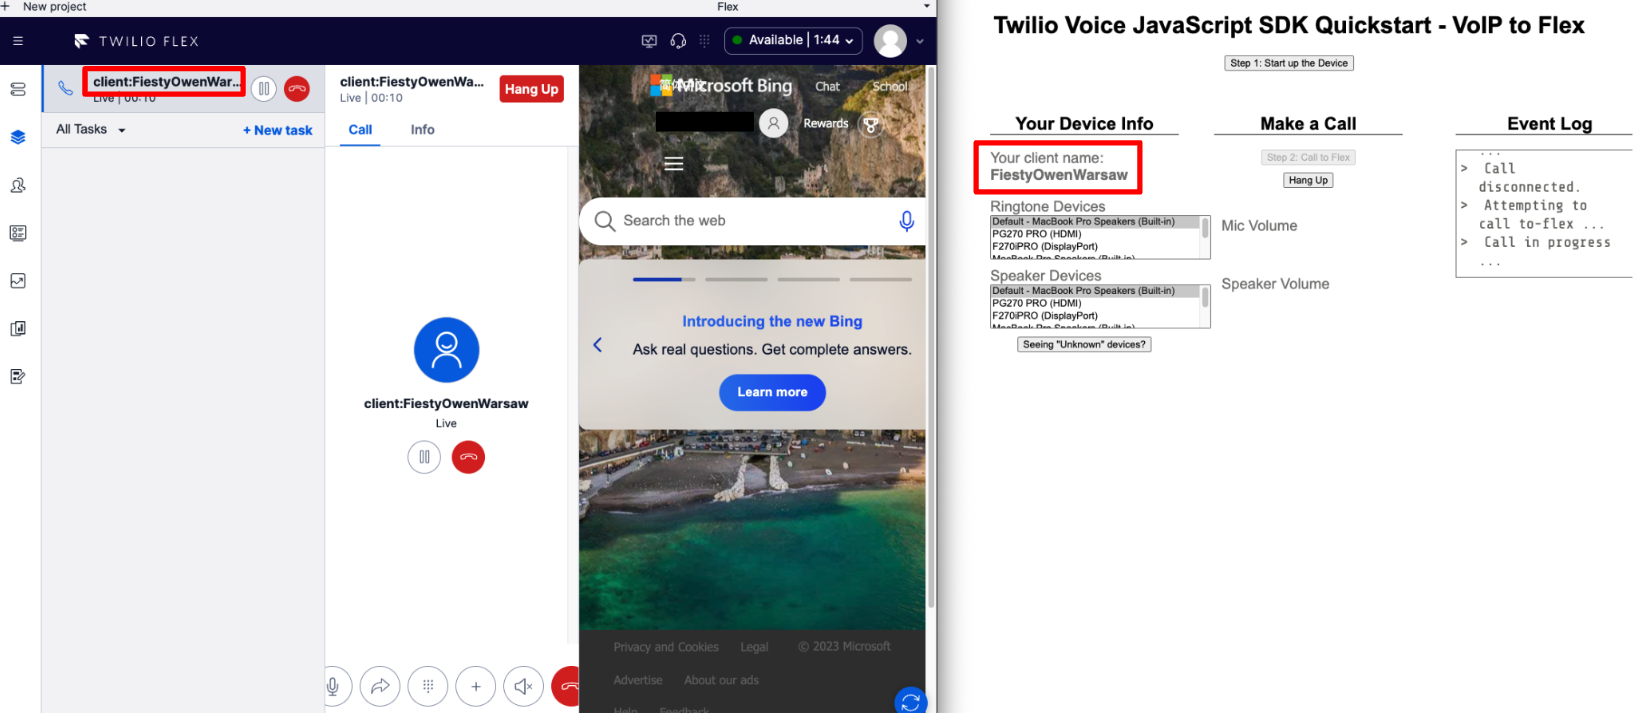 + New project
Flex
TWILIO FLEX
Available | 1:44
client:FiestyOwenWar...
Live | 00:10
All Tasks
+ New task
client:FiestyOwenWa...
Live | 00:10
Hang Up
Call
Info
client:FiestyOwenWarsaw
Live
Microsoft Bing
Chat
School
Rewards
Search the web
Introducing the new Bing
Ask real questions. Get complete answers.
Learn more
Privacy and Cookies
Legal
© 2023 Microsoft
Advertise
About our ads
Help
Feedback
Twilio Voice JavaScript SDK Quickstart - VoIP to Flex
Step 1: Start up the Device
Your Device Info
Your client name:
FiestyOwenWarsaw
Ringtone Devices
Default - MacBook Pro Speakers (Built-in)
PG270 PRO (HDMI)
F270iPRO (DisplayPort)
MacBook Pro Speakers (Built-in)
Speaker Devices
Default - MacBook Pro Speakers (Built-in)
PG270 PRO (HDMI)
F270iPRO (DisplayPort)
MacBook Pro Speakers (Built-in)
Seeing "Unknown" devices?
Make a Call
Step 2: Call to Flex
Hang Up
Mic Volume
Speaker Volume
Event Log
...
> Call
disconnected.
> Attempting to
call to-flex ...
> Call in progress
...